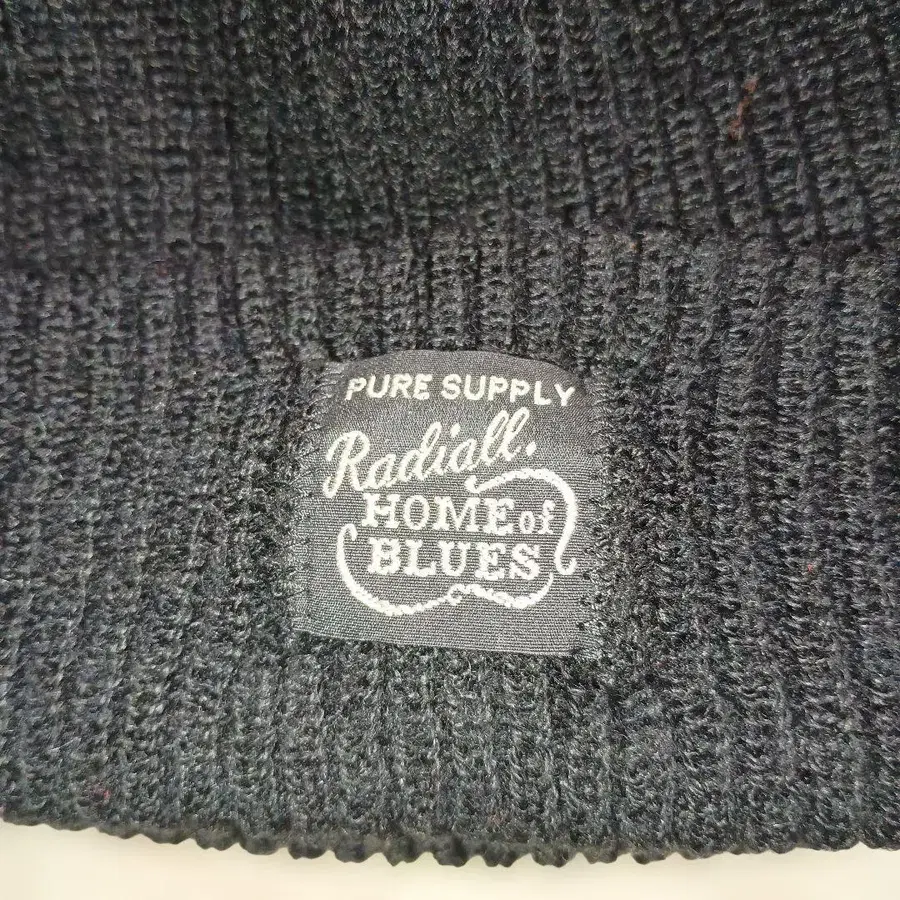 PURE SUPPLY
Radiall.
HOME of
BLUES